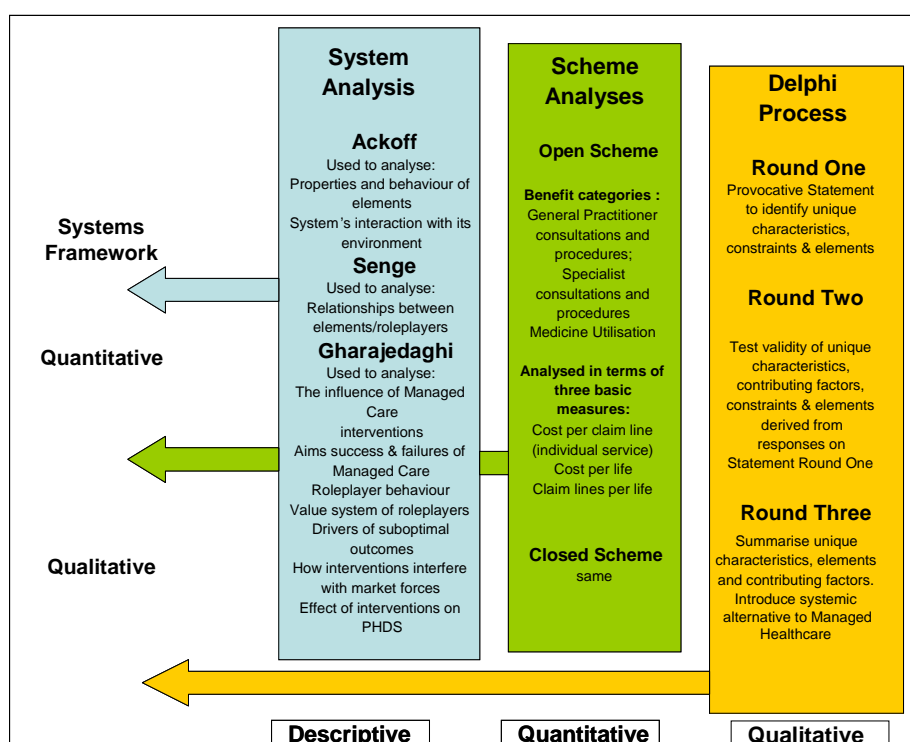 Systems
Framework
Quantitative
Qualitative
System
Analysis
Ackoff
Used to analyse:
Properties and behaviour of
elements
System's interaction with its
environment
Senge
Used to analyse:
Relationships between
elements/roleplayers
Gharajedaghi
Used to analyse:
The influence of Managed
Care
interventions
Aims success & failures of
Managed Care
Roleplayer behaviour
Value system of roleplayers
Drivers of suboptimal
outcomes
How interventions interfere
with market forces
Effect of interventions on
PHDS
Scheme
Analyses
Open Scheme
Benefit categories :
General Practitioner
consultations and
procedures;
Specialist
consultations and
procedures
Medicine Utilisation
Analysed in terms of
three basic
measures:
Cost per claim line
(individual service)
Cost per life
Claim lines per life
Closed Scheme
same
Delphi
Process
Round One
Provocative Statement
to identify unique
characteristics,
constraints & elements
Round Two
Test validity of unique
characteristics,
contributing factors,
constraints & elements
derived from
responses on
Statement Round One
Round Three
Summarise unique
characteristics, elements
and contributing factors.
Introduce systemic
alternative to Managed
Healthcare
Descriptive
Quantitative
Qualitative